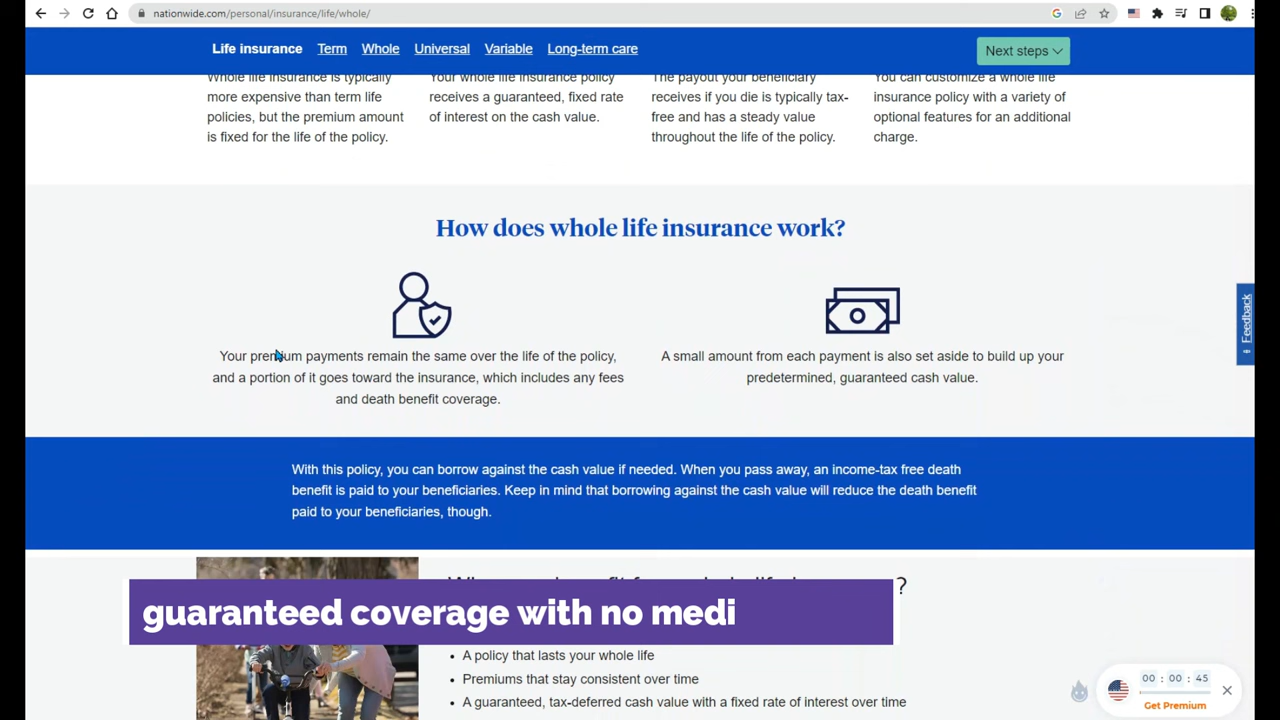 nationwide.com/personal/insurance/life/whole/
Life insurance Term Whole Universal Variable Long-term care
Next steps
Whole life insurance is typically
more expensive than term life
policies, but the premium amount
is fixed for the life of the policy.
Your whole life insurance policy
receives a guaranteed, fixed rate
of interest on the cash value.
The payout your beneficiary
receives if you die is typically tax-
free and has a steady value
throughout the life of the policy.
You can customize a whole life
insurance policy with a variety of
optional features for an additional
charge.
How does whole life insurance work?
Your premium payments remain the same over the life of the policy,
and a portion of it goes toward the insurance, which includes any fees
and death benefit coverage.
A small amount from each payment is also set aside to build up your
predetermined, guaranteed cash value.
Feedback
With this policy, you can borrow against the cash value if needed. When you pass away, an income-tax free death
benefit is paid to your beneficiaries. Keep in mind that borrowing against the cash value will reduce the death benefit
paid to your beneficiaries, though.
?
guaranteed coverage with no medi
A policy that lasts your whole life
Premiums that stay consistent over time
A guaranteed, tax-deferred cash value with a fixed rate of interest over time
00 : 00 : 45
Get Premium